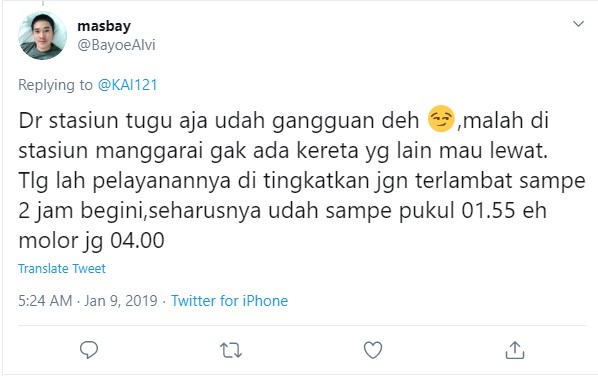 masbay
@BayoeAlvi
Replying to @KAI121
Dr stasiun tugu aja udah gangguan deh 😏,malah di
stasiun manggarai gak ada kereta yg lain mau lewat.
Tlg lah pelayanannya di tingkatkan jgn terlambat sampe
2 jam begini,seharusnya udah sampe pukul 01.55 eh
molor jg 04.00
Translate Tweet
5:24 AM · Jan 9, 2019 · Twitter for iPhone